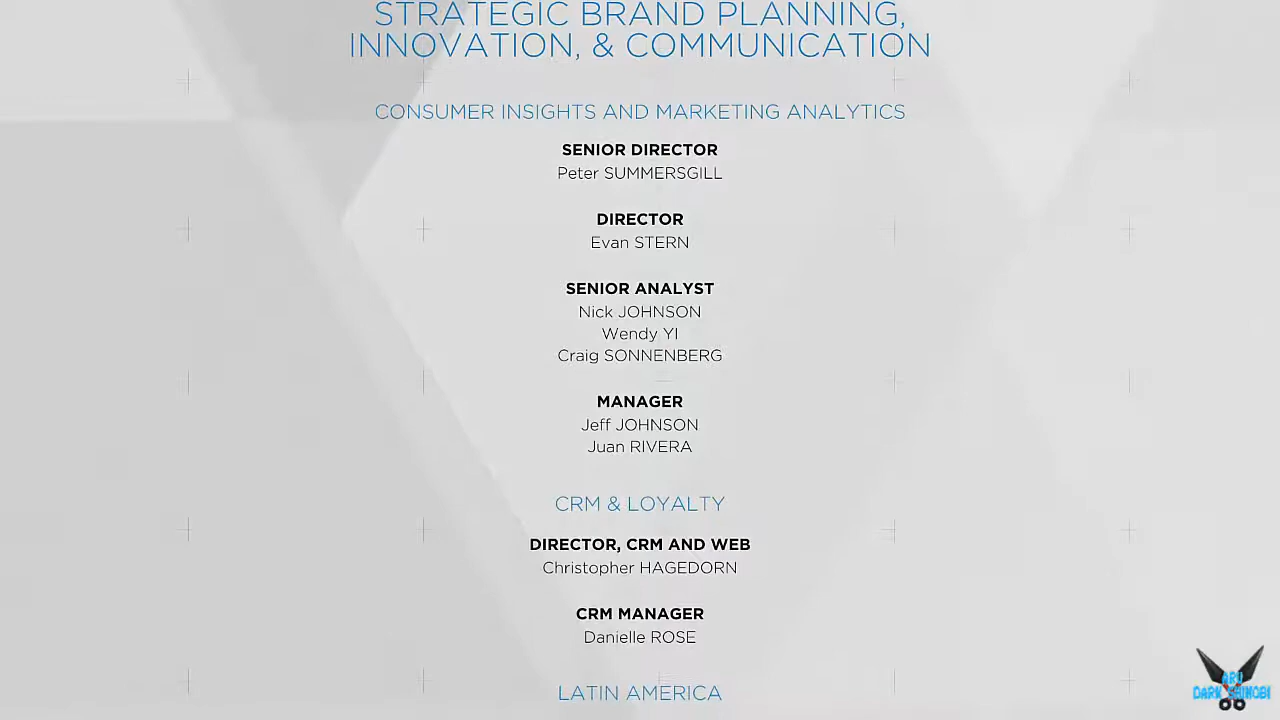 STRATEGIC BRAND PLANNING,
INNOVATION, & COMMUNICATION
CONSUMER INSIGHTS AND MARKETING ANALYTICS
SENIOR DIRECTOR
Peter SUMMERSGILL
DIRECTOR
Evan STERN
SENIOR ANALYST
Nick JOHNSON
Wendy YI
Craig SONNENBERG
MANAGER
Jeff JOHNSON
Juan RIVERA
CRM & LOYALTY
DIRECTOR, CRM AND WEB
Christopher HAGEDORN
CRM MANAGER
Danielle ROSE
LATIN AMERICA
DARK SHINOBI